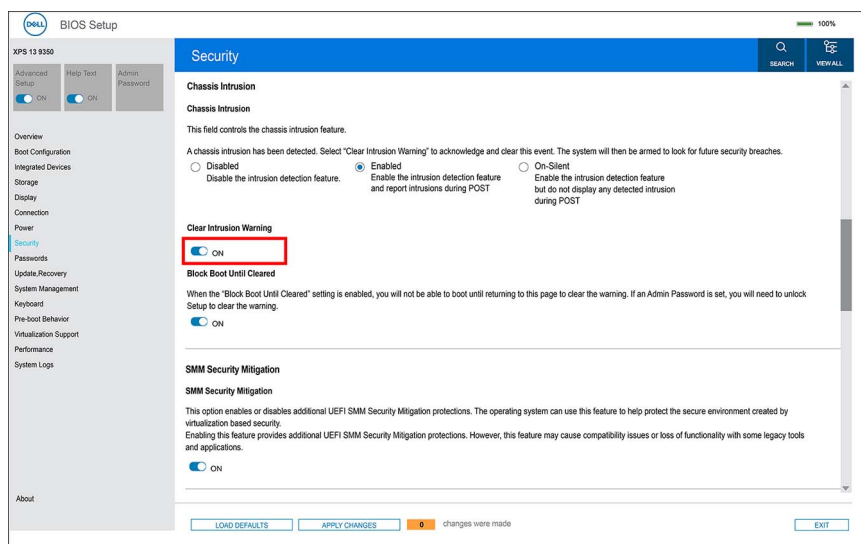 DELL
BIOS Setup
100%
XPS 13 9350
Advanced
Setup
ON
Help Text
ON
Admin
Password
Security
SEARCH
VIEW ALL
Overview
Boot Configuration
Integrated Devices
Storage
Display
Connection
Power
Security
Passwords
Update,Recovery
System Management
Keyboard
Pre-boot Behavior
Virtualization Support
Performance
System Logs
About
Chassis Intrusion
Chassis Intrusion
This field controls the chassis intrusion feature.
A chassis intrusion has been detected. Select "Clear Intrusion Warning" to acknowledge and clear this event. The system will then be armed to look for future security breaches.
Disabled
Disable the intrusion detection feature.
Enabled
Enable the intrusion detection feature
and report intrusions during POST
On-Silent
Enable the intrusion detection feature
but do not display any detected intrusion
during POST
Clear Intrusion Warning
ON
Block Boot Until Cleared
When the "Block Boot Until Cleared" setting is enabled, you will not be able to boot until returning to this page to clear the warning. If an Admin Password is set, you will need to unlock
Setup to clear the warning.
ON
SMM Security Mitigation
SMM Security Mitigation
This option enables or disables additional UEFI SMM Security Mitigation protections. The operating system can use this feature to help protect the secure environment created by
virtualization based security.
Enabling this feature provides additional UEFI SMM Security Mitigation protections. However, this feature may cause compatibility issues or loss of functionality with some legacy tools
and applications.
ON
LOAD DEFAULTS
APPLY CHANGES
0 changes were made
EXIT